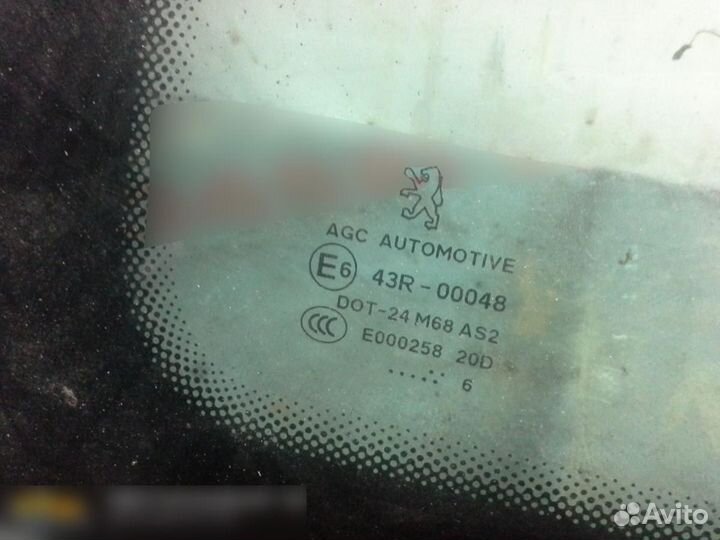 AGC AUTOMOTIVE
E6 43R-00048
DOT-24 M68 AS2
CCC E000258 20D
..... 6
Avito